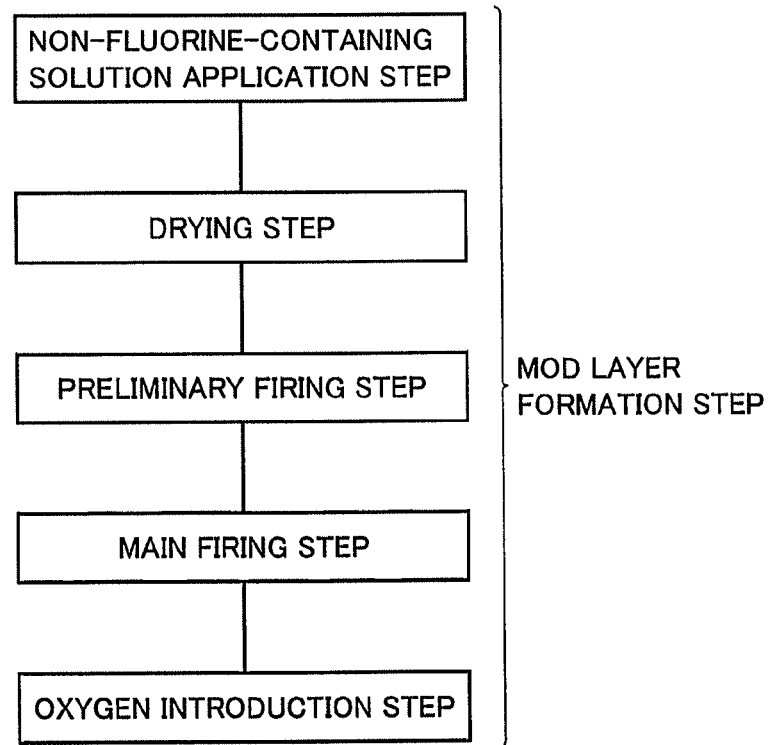 NON-FLUORINE-CONTAINING
SOLUTION APPLICATION STEP
DRYING STEP
PRELIMINARY FIRING STEP
MAIN FIRING STEP
OXYGEN INTRODUCTION STEP
MOD LAYER
FORMATION STEP